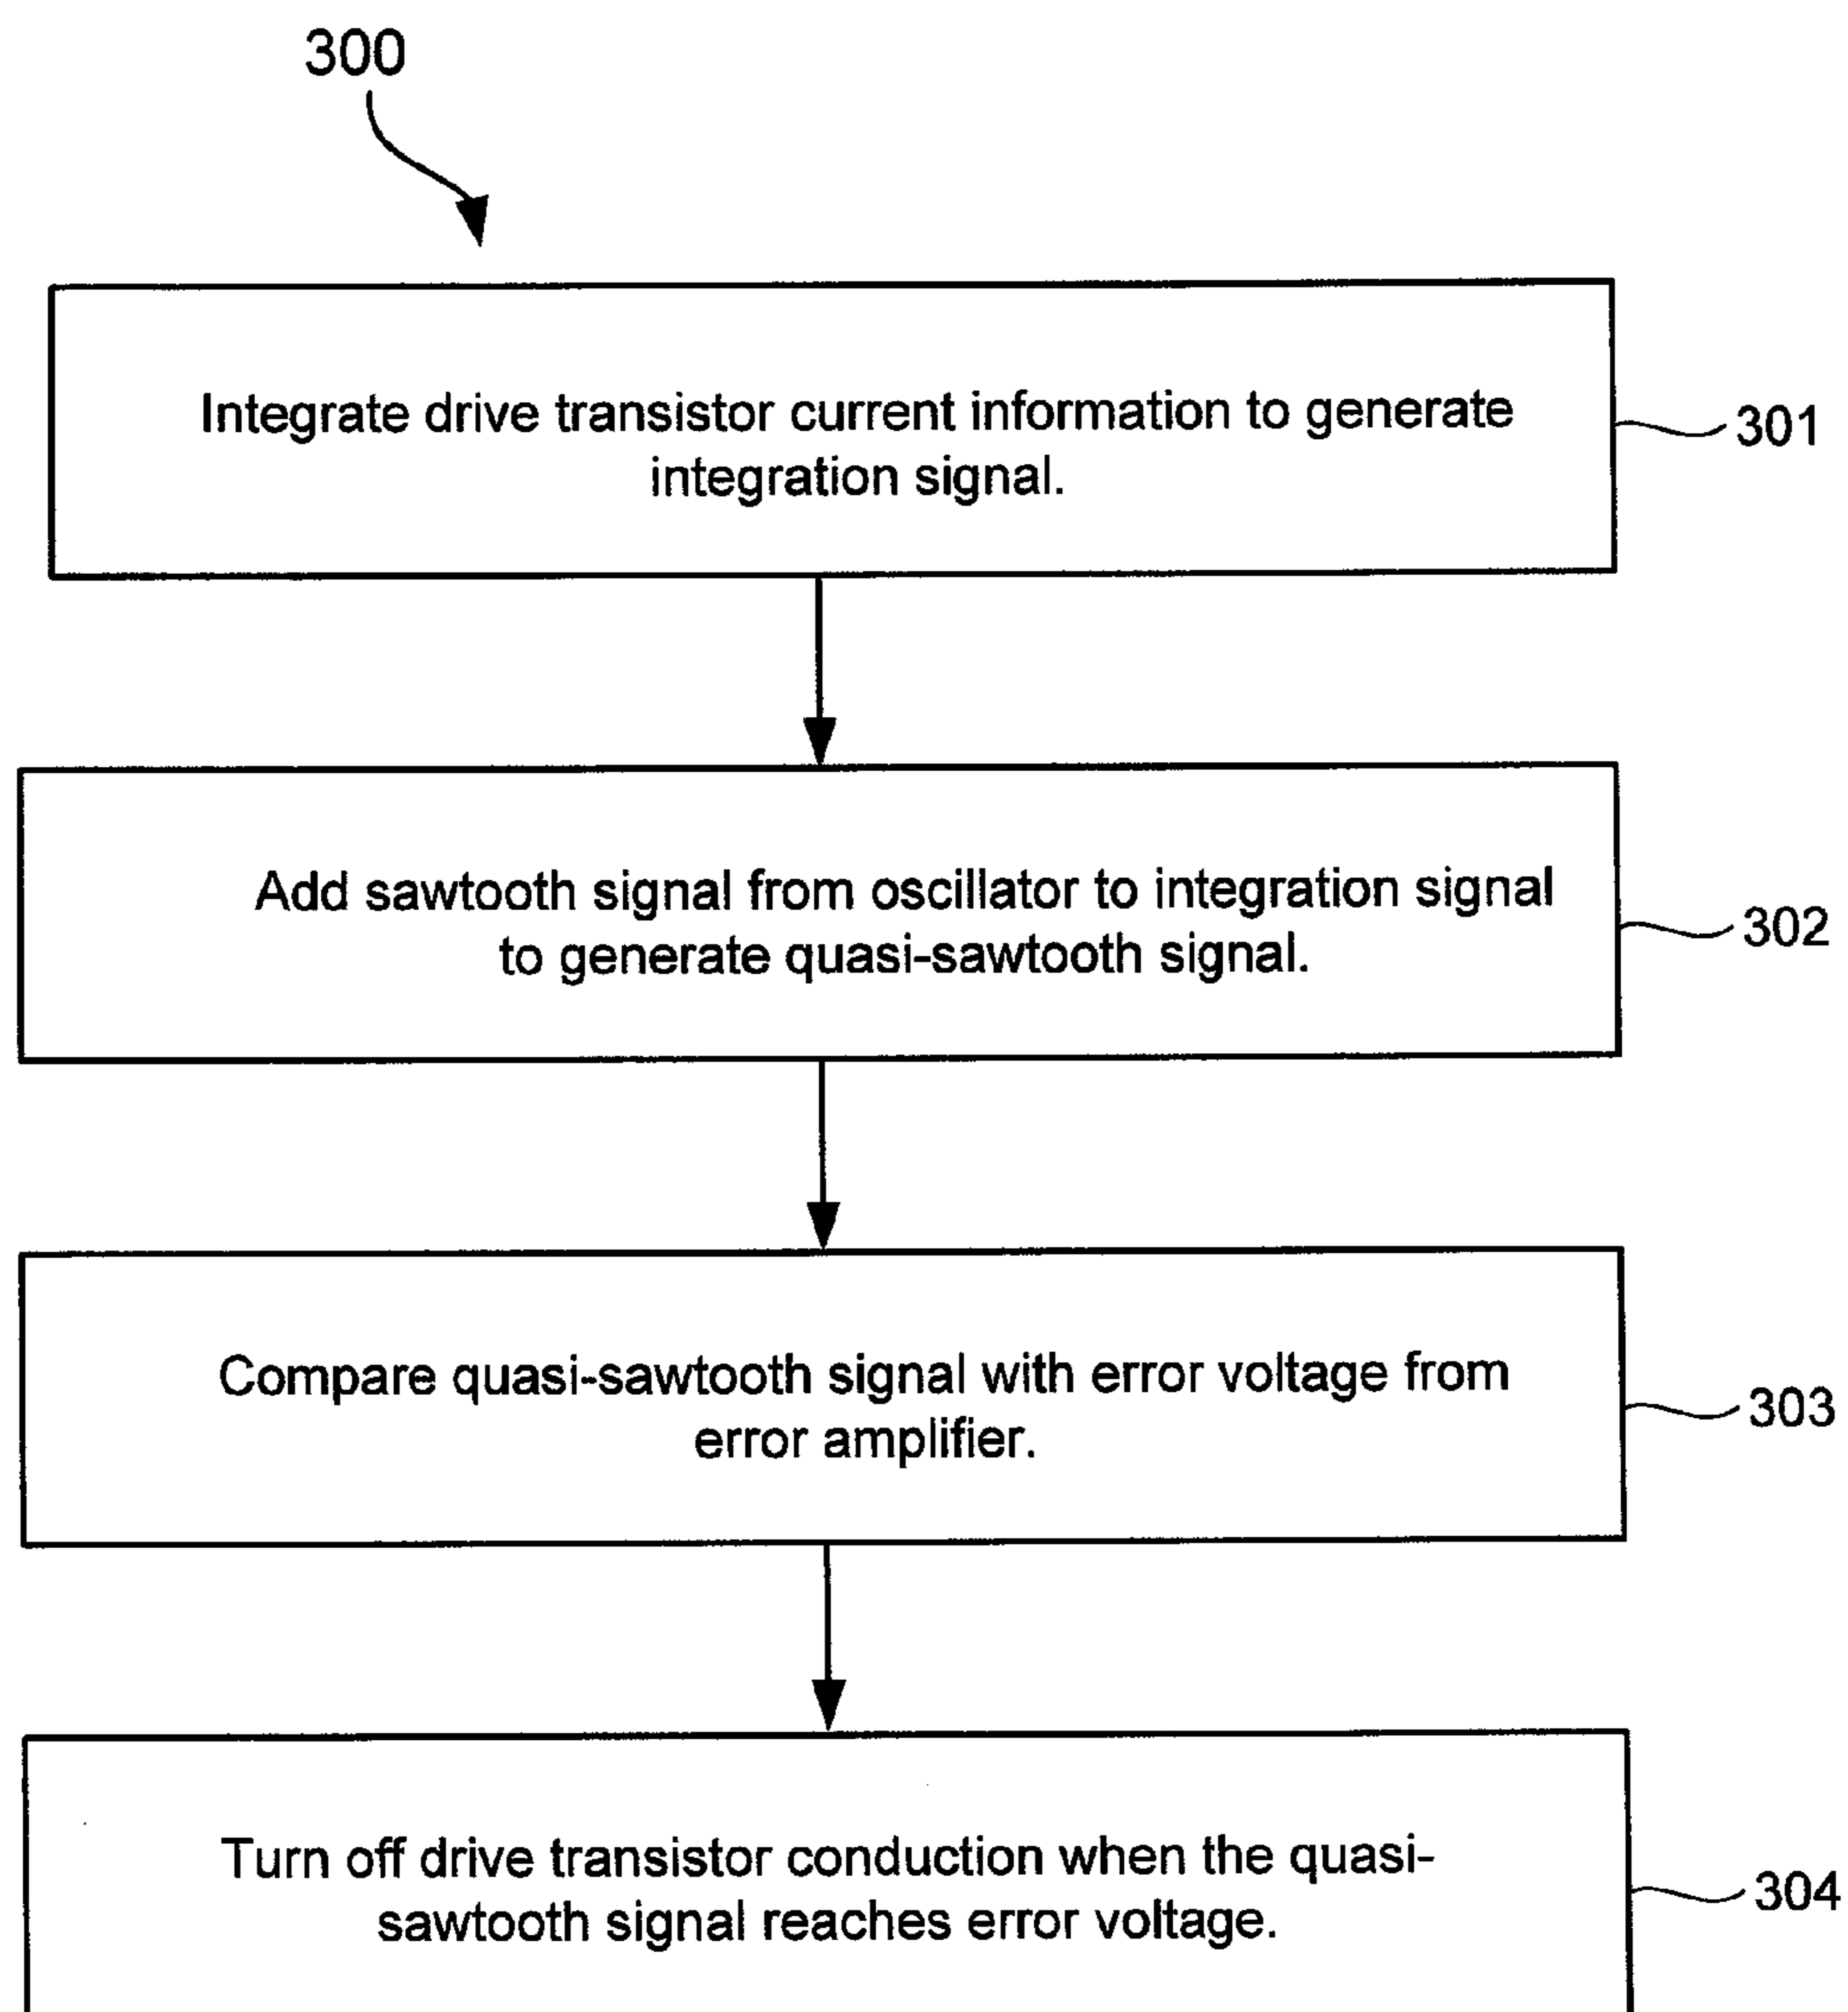 300
Integrate drive transistor current information to generate
integration signal.
301
Add sawtooth signal from oscillator to integration signal
to generate quasi-sawtooth signal.
302
Compare quasi-sawtooth signal with error voltage from
error amplifier.
303
Turn off drive transistor conduction when the quasi-
sawtooth signal reaches error voltage.
304